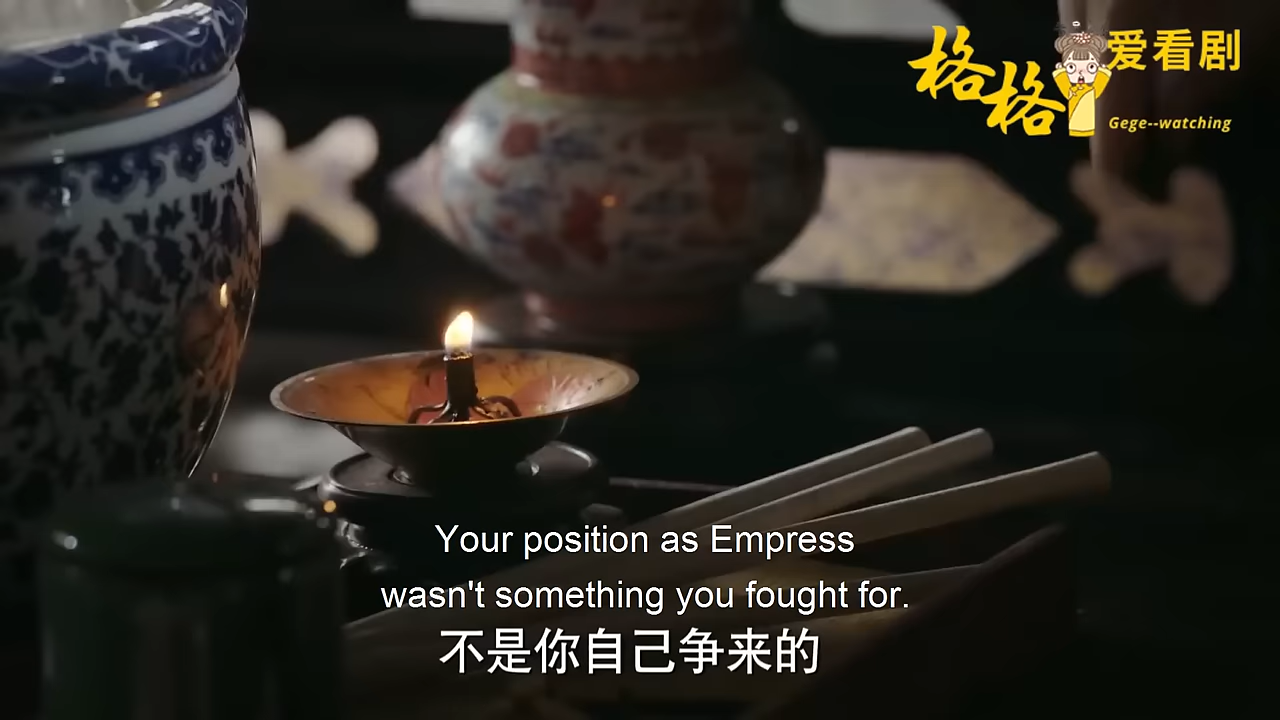 格格
爱看剧
Gege--watching
Your position as Empress
wasn't something you fought for.
不是你自己争来的